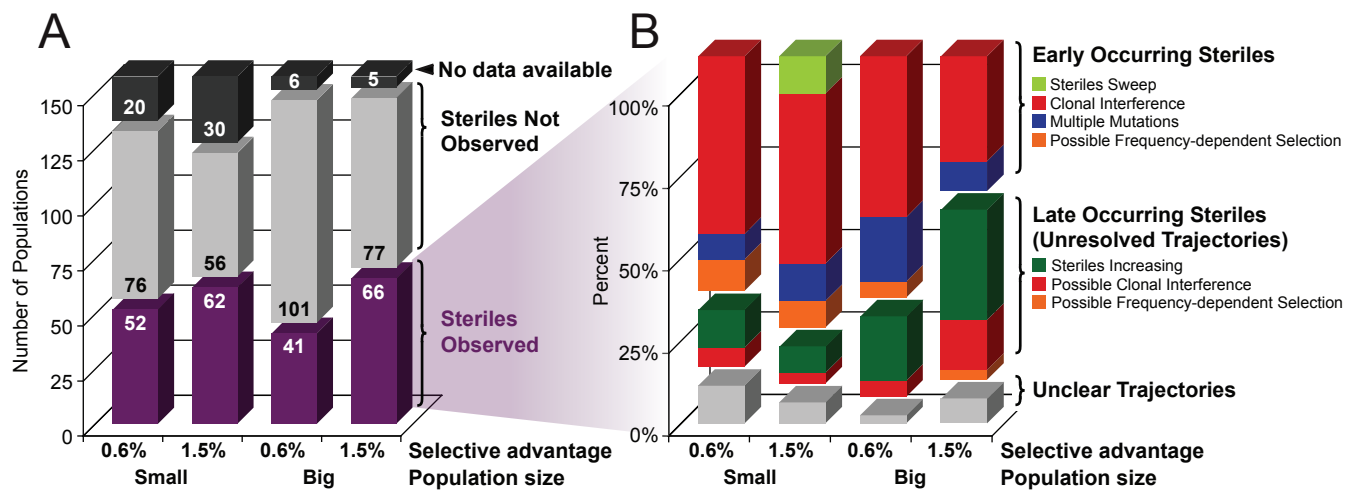 A
Number of Populations
150
125
100
75
50
25
0
20
30
6
5
76
56
101
77
52
62
41
66
No data available
Steriles Not
Observed
Steriles
Observed
0.6% 1.5% 0.6% 1.5% Selective advantage
Small Big Population size
B
Percent
100%
75%
50%
25%
0%
Early Occurring Steriles
Steriles Sweep
Clonal Interference
Multiple Mutations
Possible Frequency-dependent Selection
Late Occurring Steriles
(Unresolved Trajectories)
Steriles Increasing
Possible Clonal Interference
Possible Frequency-dependent Selection
Unclear Trajectories
0.6% 1.5% 0.6% 1.5% Selective advantage
Small Big Population size